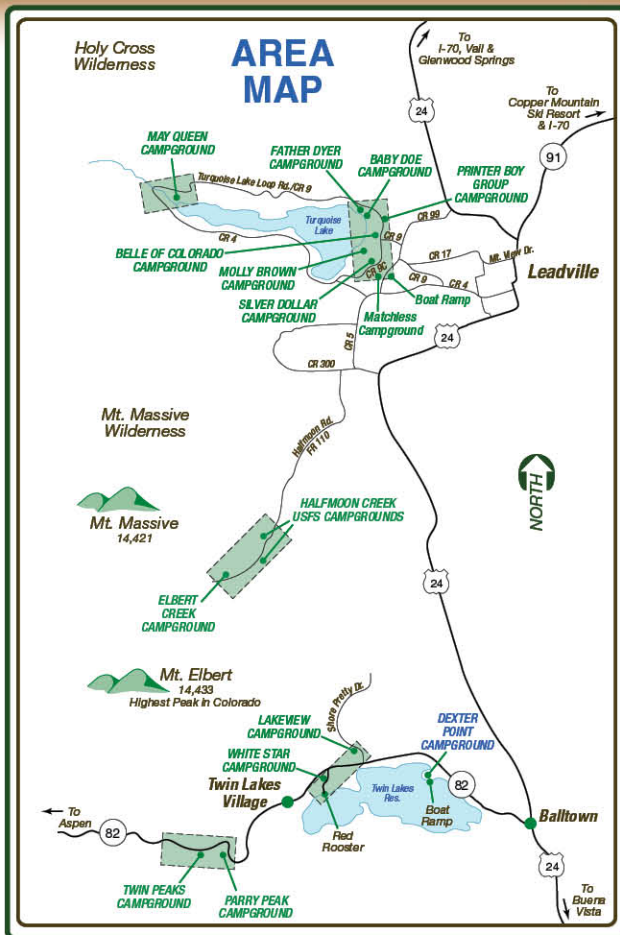 Holy Cross
Wilderness
AREA
MAP
To
I-70, Vail &
Glenwood Springs
24
To
Copper Mountain
Ski Resort
& I-70
91
MAY QUEEN
CAMPGROUND
FATHER DYER
CAMPGROUND
BABY DOE
CAMPGROUND
PRINTER BOY
GROUP
CAMPGROUND
Turquoise Lake Loop Rd./CR 9
Turquoise
Lake
CR 99
CR 9
CR 4
BELLE OF COLORADO
CAMPGROUND
CR 17
Mt. View Dr.
Leadville
MOLLY BROWN
CAMPGROUND
CR 9C
CR 9
CR 4
SILVER DOLLAR
CAMPGROUND
Boat Ramp
Matchless
Campground
24
CR 5
CR 300
Mt. Massive
Wilderness
Halfmoon Rd.
FR 110
NORTH
Mt. Massive
14,421
HALFMOON CREEK
USFS CAMPGROUNDS
24
ELBERT
CREEK
CAMPGROUND
Mt. Elbert
14,433
Highest Peak in Colorado
Shore Pretty Dr.
LAKEVIEW
CAMPGROUND
DEXTER
POINT
CAMPGROUND
WHITE STAR
CAMPGROUND
Twin Lakes
Village
Twin Lakes
Res.
82
Boat
Ramp
Balltown
To
Aspen
82
Red
Rooster
24
TWIN PEAKS
CAMPGROUND
PARRY PEAK
CAMPGROUND
To
Buena
Vista